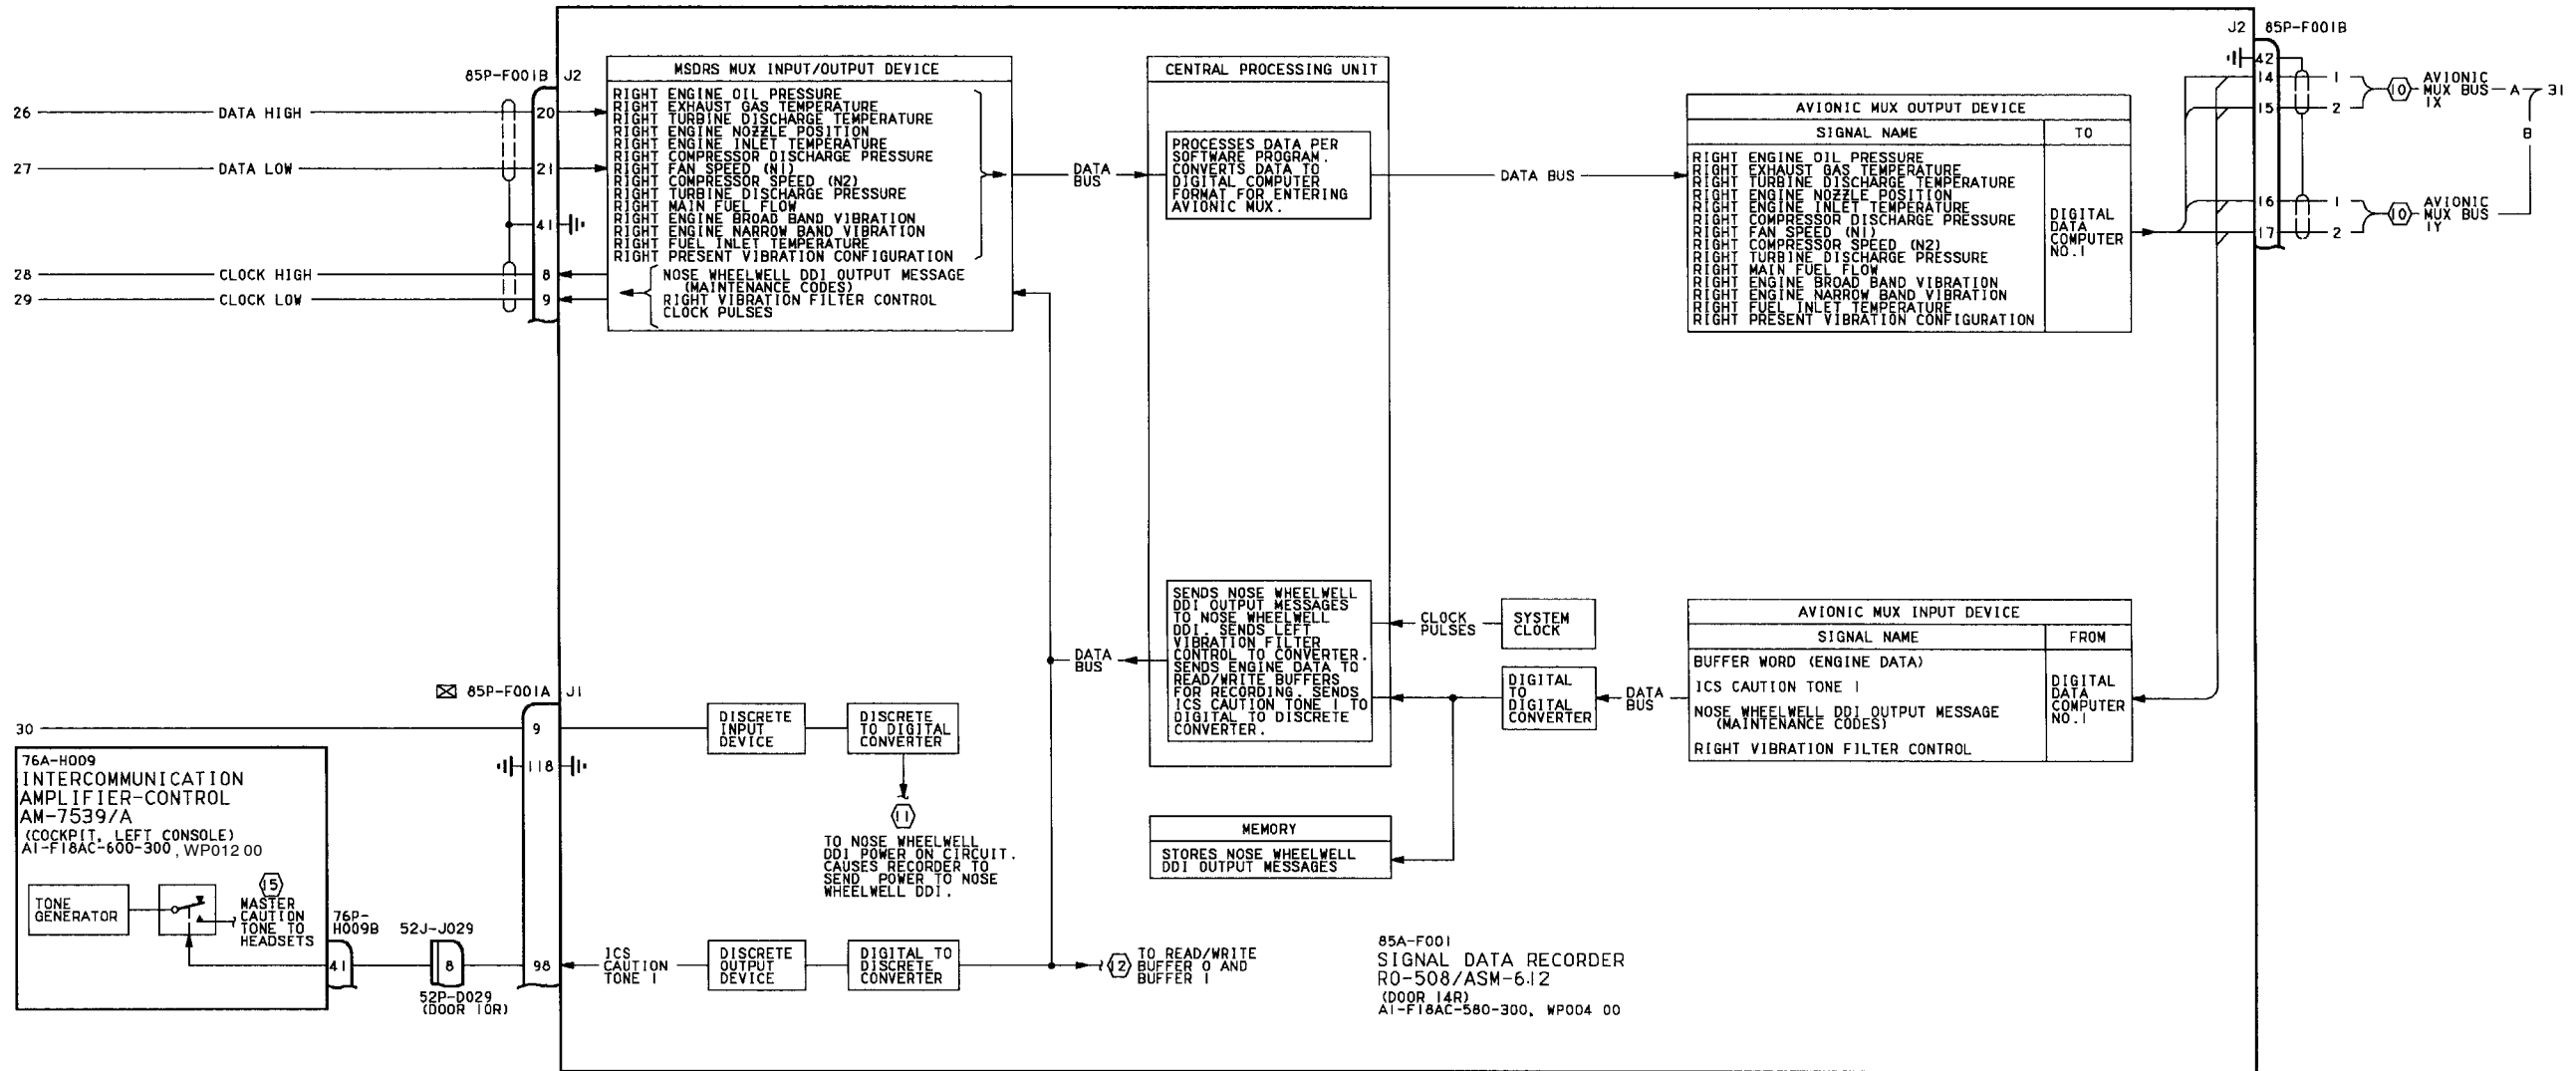 26
DATA HIGH
27
DATA LOW
28
CLOCK HIGH
29
CLOCK LOW
85P-F001B
J2
20
21
41
8
9
MSDRS MUX INPUT/OUTPUT DEVICE
RIGHT ENGINE OIL PRESSURE
RIGHT EXHAUST GAS TEMPERATURE
RIGHT TURBINE DISCHARGE TEMPERATURE
RIGHT ENGINE NOZZLE POSITION
RIGHT ENGINE INLET TEMPERATURE
RIGHT COMPRESSOR DISCHARGE PRESSURE
RIGHT FAN SPEED (N1)
RIGHT COMPRESSOR SPEED (N2)
RIGHT TURBINE DISCHARGE PRESSURE
RIGHT MAIN FUEL FLOW
RIGHT ENGINE BROAD BAND VIBRATION
RIGHT ENGINE NARROW BAND VIBRATION
RIGHT FUEL INLET TEMPERATURE
RIGHT PRESENT VIBRATION CONFIGURATION
NOSE WHEELWELL DDI OUTPUT MESSAGE
(MAINTENANCE CODES)
RIGHT VIBRATION FILTER CONTROL
CLOCK PULSES
DATA
BUS
CENTRAL PROCESSING UNIT
PROCESSES DATA PER
SOFTWARE PROGRAM.
CONVERTS DATA TO
DIGITAL COMPUTER
FORMAT FOR ENTERING
AVIONIC MUX.
DATA BUS
AVIONIC MUX OUTPUT DEVICE
SIGNAL NAME
TO
RIGHT ENGINE OIL PRESSURE
RIGHT EXHAUST GAS TEMPERATURE
RIGHT TURBINE DISCHARGE TEMPERATURE
RIGHT ENGINE NOZZLE POSITION
RIGHT ENGINE INLET TEMPERATURE
RIGHT COMPRESSOR DISCHARGE PRESSURE
RIGHT FAN SPEED (N1)
RIGHT COMPRESSOR SPEED (N2)
RIGHT TURBINE DISCHARGE PRESSURE
RIGHT MAIN FUEL FLOW
RIGHT ENGINE BROAD BAND VIBRATION
RIGHT ENGINE NARROW BAND VIBRATION
RIGHT FUEL INLET TEMPERATURE
RIGHT PRESENT VIBRATION CONFIGURATION
DIGITAL
DATA
COMPUTER
NO.1
J2
85P-F001B
42
14
15
16
17
1
2
1
2
10
AVIONIC
MUX BUS
1X
A
31
B
10
AVIONIC
MUX BUS
1Y
SENDS NOSE WHEELWELL
DDI OUTPUT MESSAGES
TO NOSE WHEELWELL
DDI. SENDS LEFT
VIBRATION FILTER
CONTROL TO CONVERTER.
SENDS ENGINE DATA TO
READ/WRITE BUFFERS
FOR RECORDING. SENDS
ICS CAUTION TONE 1 TO
DIGITAL TO DISCRETE
CONVERTER.
DATA
BUS
CLOCK
PULSES
SYSTEM
CLOCK
DIGITAL
TO
DIGITAL
CONVERTER
DATA
BUS
AVIONIC MUX INPUT DEVICE
SIGNAL NAME
FROM
BUFFER WORD (ENGINE DATA)
ICS CAUTION TONE 1
NOSE WHEELWELL DDI OUTPUT MESSAGE
(MAINTENANCE CODES)
RIGHT VIBRATION FILTER CONTROL
DIGITAL
DATA
COMPUTER
NO.1
MEMORY
STORES NOSE WHEELWELL
DDI OUTPUT MESSAGES
85P-F001A
J1
30
9
118
98
DISCRETE
INPUT
DEVICE
DISCRETE
TO DIGITAL
CONVERTER
11
TO NOSE WHEELWELL
DDI POWER ON CIRCUIT.
CAUSES RECORDER TO
SEND POWER TO NOSE
WHEELWELL DDI.
76A-H009
INTERCOMMUNICATION
AMPLIFIER-CONTROL
AM-7539/A
(COCKPIT, LEFT CONSOLE)
A1-F18AC-600-300, WP012 00
TONE
GENERATOR
15
MASTER
CAUTION
TONE TO
HEADSETS
76P-
H009B
41
52J-J029
8
52P-D029
(DOOR 10R)
ICS
CAUTION
TONE 1
DISCRETE
OUTPUT
DEVICE
DIGITAL TO
DISCRETE
CONVERTER
12
TO READ/WRITE
BUFFER 0 AND
BUFFER 1
85A-F001
SIGNAL DATA RECORDER
RO-508/ASM-612
(DOOR 14R)
A1-F18AC-580-300, WP004 00